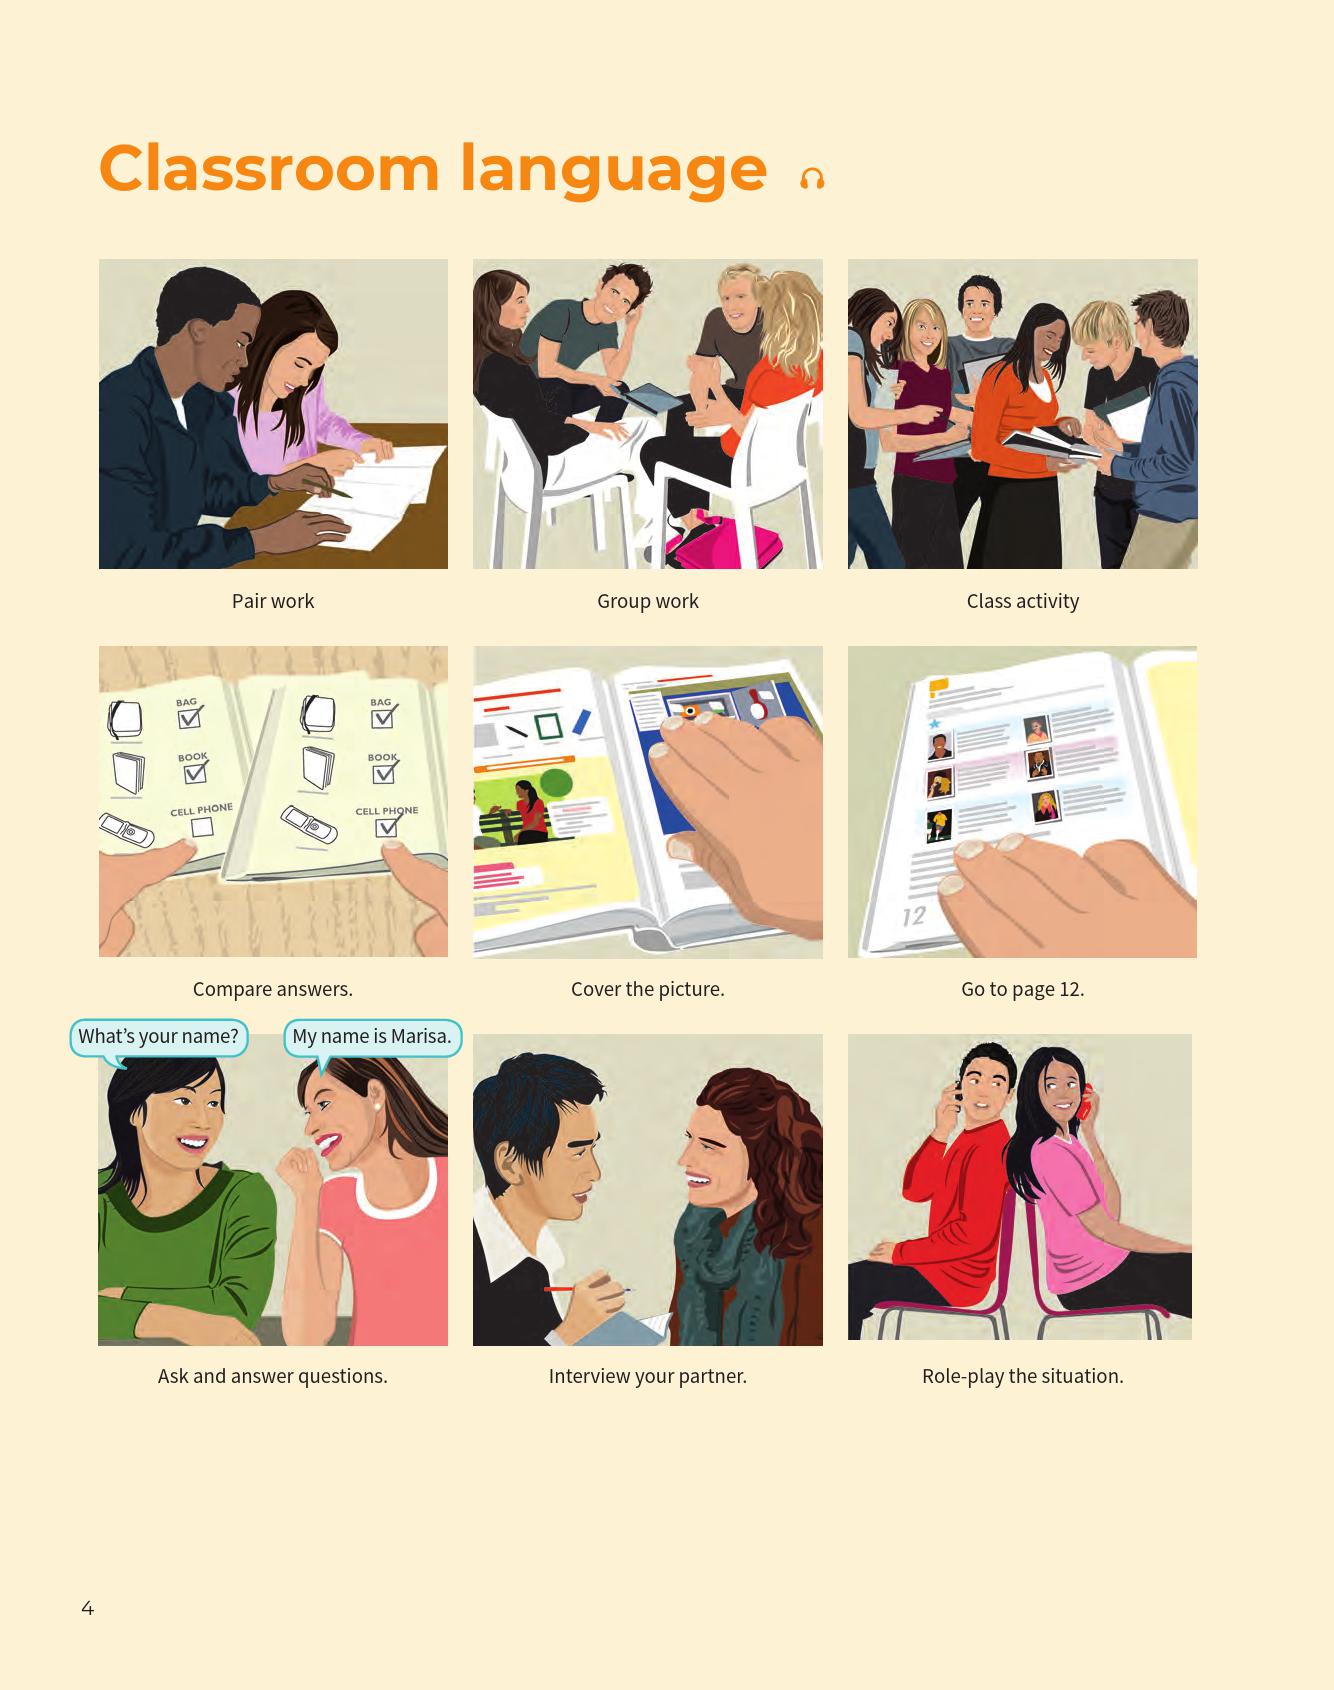 Classroom language
Pair work
Group work
Class activity
BAG
BOOK
CELL PHONE
BAG
BOOK
CELL PHONE
12
Compare answers.
Cover the picture.
Go to page 12.
What's your name?
My name is Marisa.
Ask and answer questions.
Interview your partner.
Role-play the situation.
4